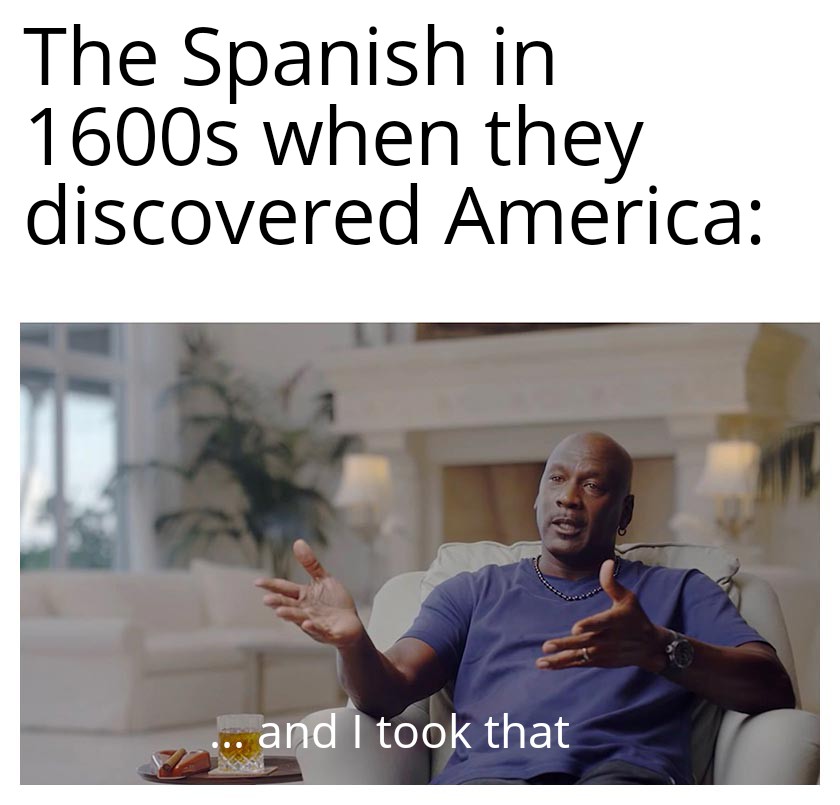 The Spanish in
1600s when they
discovered America:
... and I took that